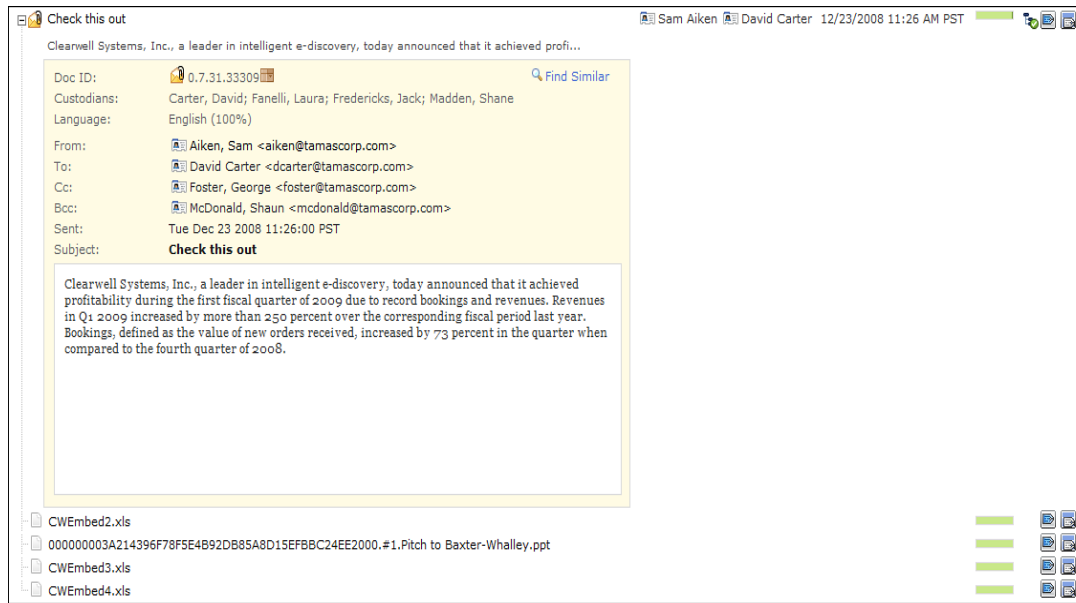 Check this out Sam Aiken David Carter 12/23/2008 11:26 AM PST
Clearwell Systems, Inc., a leader in intelligent e-discovery, today announced that it achieved profi...
Doc ID: 0.7.31.33309 Find Similar
Custodians: Carter, David; Fanelli, Laura; Fredericks, Jack; Madden, Shane
Language: English (100%)
From: Aiken, Sam <aiken@tamascorp.com>
To: David Carter <dcarter@tamascorp.com>
Cc: Foster, George <foster@tamascorp.com>
Bcc: McDonald, Shaun <mcdonald@tamascorp.com>
Sent: Tue Dec 23 2008 11:26:00 PST
Subject: Check this out
Clearwell Systems, Inc., a leader in intelligent e-discovery, today announced that it achieved
profitability during the first fiscal quarter of 2009 due to record bookings and revenues. Revenues
in Q1 2009 increased by more than 250 percent over the corresponding fiscal period last year.
Bookings, defined as the value of new orders received, increased by 73 percent in the quarter when
compared to the fourth quarter of 2008.
CWEmbed2.xls
000000003A214396F78F5E4B92DB85A8D15EFBBC24EE2000.#1.Pitch to Baxter-Whalley.ppt
CWEmbed3.xls
CWEmbed4.xls